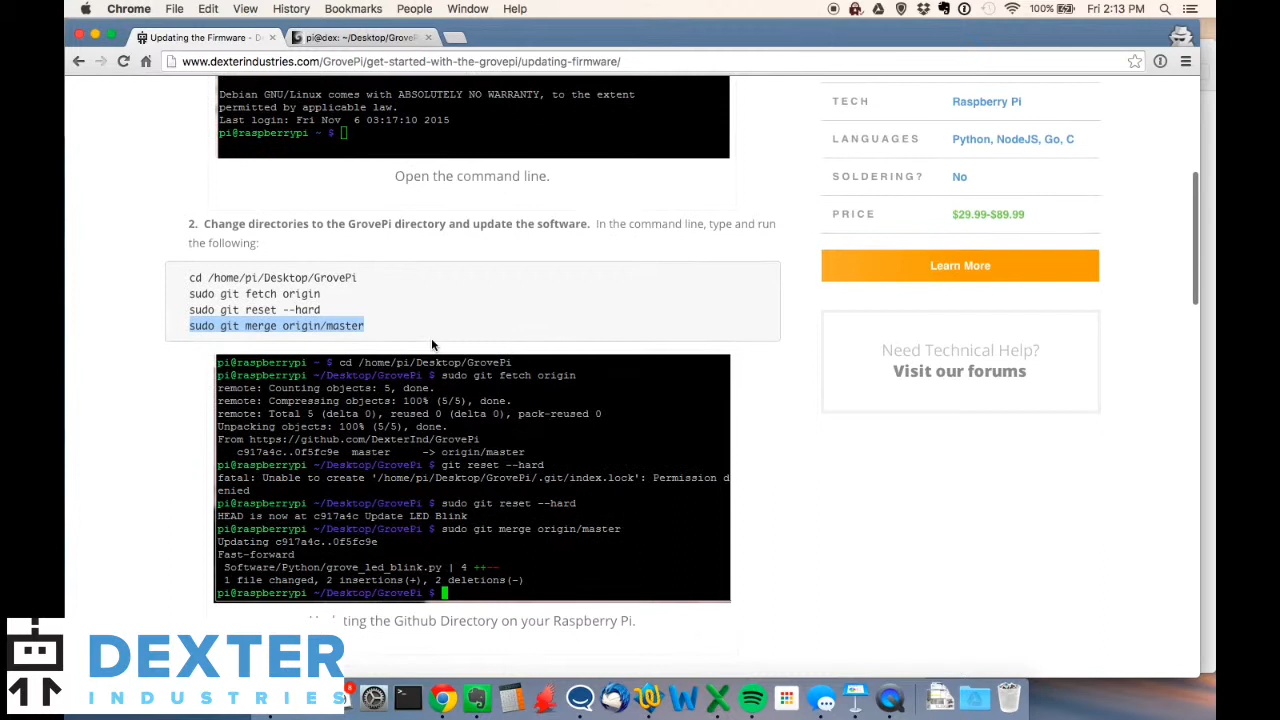 Chrome File Edit View History Bookmarks People Window Help 100% Fri 2:13 PM
Updating the Firmware - De pi@dex: ~/Desktop/GrovePi
www.dexterindustries.com/GrovePi/get-started-with-the-grovepi/updating-firmware/
Debian GNU/Linux comes with ABSOLUTELY NO WARRANTY, to the extent
permitted by applicable law.
Last login: Fri Nov 6 03:17:10 2015
pi@raspberrypi ~ $
Open the command line.
2. Change directories to the GrovePi directory and update the software. In the command line, type and run
the following:
cd /home/pi/Desktop/GrovePi
sudo git fetch origin
sudo git reset --hard
sudo git merge origin/master
pi@raspberrypi ~ $ cd /home/pi/Desktop/GrovePi
pi@raspberrypi ~/Desktop/GrovePi $ sudo git fetch origin
remote: Counting objects: 5, done.
remote: Compressing objects: 100% (5/5), done.
remote: Total 5 (delta 0), reused 0 (delta 0), pack-reused 0
Unpacking objects: 100% (5/5), done.
From https://github.com/DexterInd/GrovePi
c917a4c..0f5fc9e master -> origin/master
pi@raspberrypi ~/Desktop/GrovePi $ git reset --hard
fatal: Unable to create '/home/pi/Desktop/GrovePi/.git/index.lock': Permission d
enied
pi@raspberrypi ~/Desktop/GrovePi $ sudo git reset --hard
HEAD is now at c917a4c Update LED Blink
pi@raspberrypi ~/Desktop/GrovePi $ sudo git merge origin/master
Updating c917a4c..0f5fc9e
Fast-forward
Software/Python/grove_led_blink.py | 4 ++--
1 file changed, 2 insertions(+), 2 deletions(-)
pi@raspberrypi ~/Desktop/GrovePi $
the Github Directory on your Raspberry Pi.
TECH Raspberry Pi
LANGUAGES Python, NodeJS, Go, C
SOLDERING? No
PRICE $29.99-$89.99
Learn More
Need Technical Help?
Visit our forums
DEXTER
INDUSTRIES